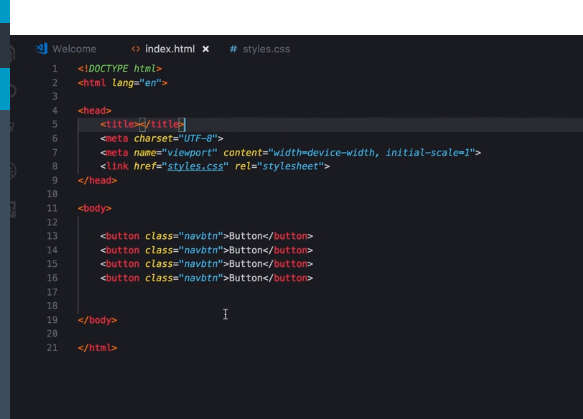 Welcome index.html × # styles.css
1 <!DOCTYPE html>
2 <html lang="en">
3
4 <head>
5 <title></title>
6 <meta charset="UTF-8">
7 <meta name="viewport" content="width=device-width, initial-scale=1">
8 <link href="styles.css" rel="stylesheet">
9 </head>
10
11 <body>
12
13 <button class="navbtn">Button</button>
14 <button class="navbtn">Button</button>
15 <button class="navbtn">Button</button>
16 <button class="navbtn">Button</button>
17
18
19 </body>
20
21 </html>